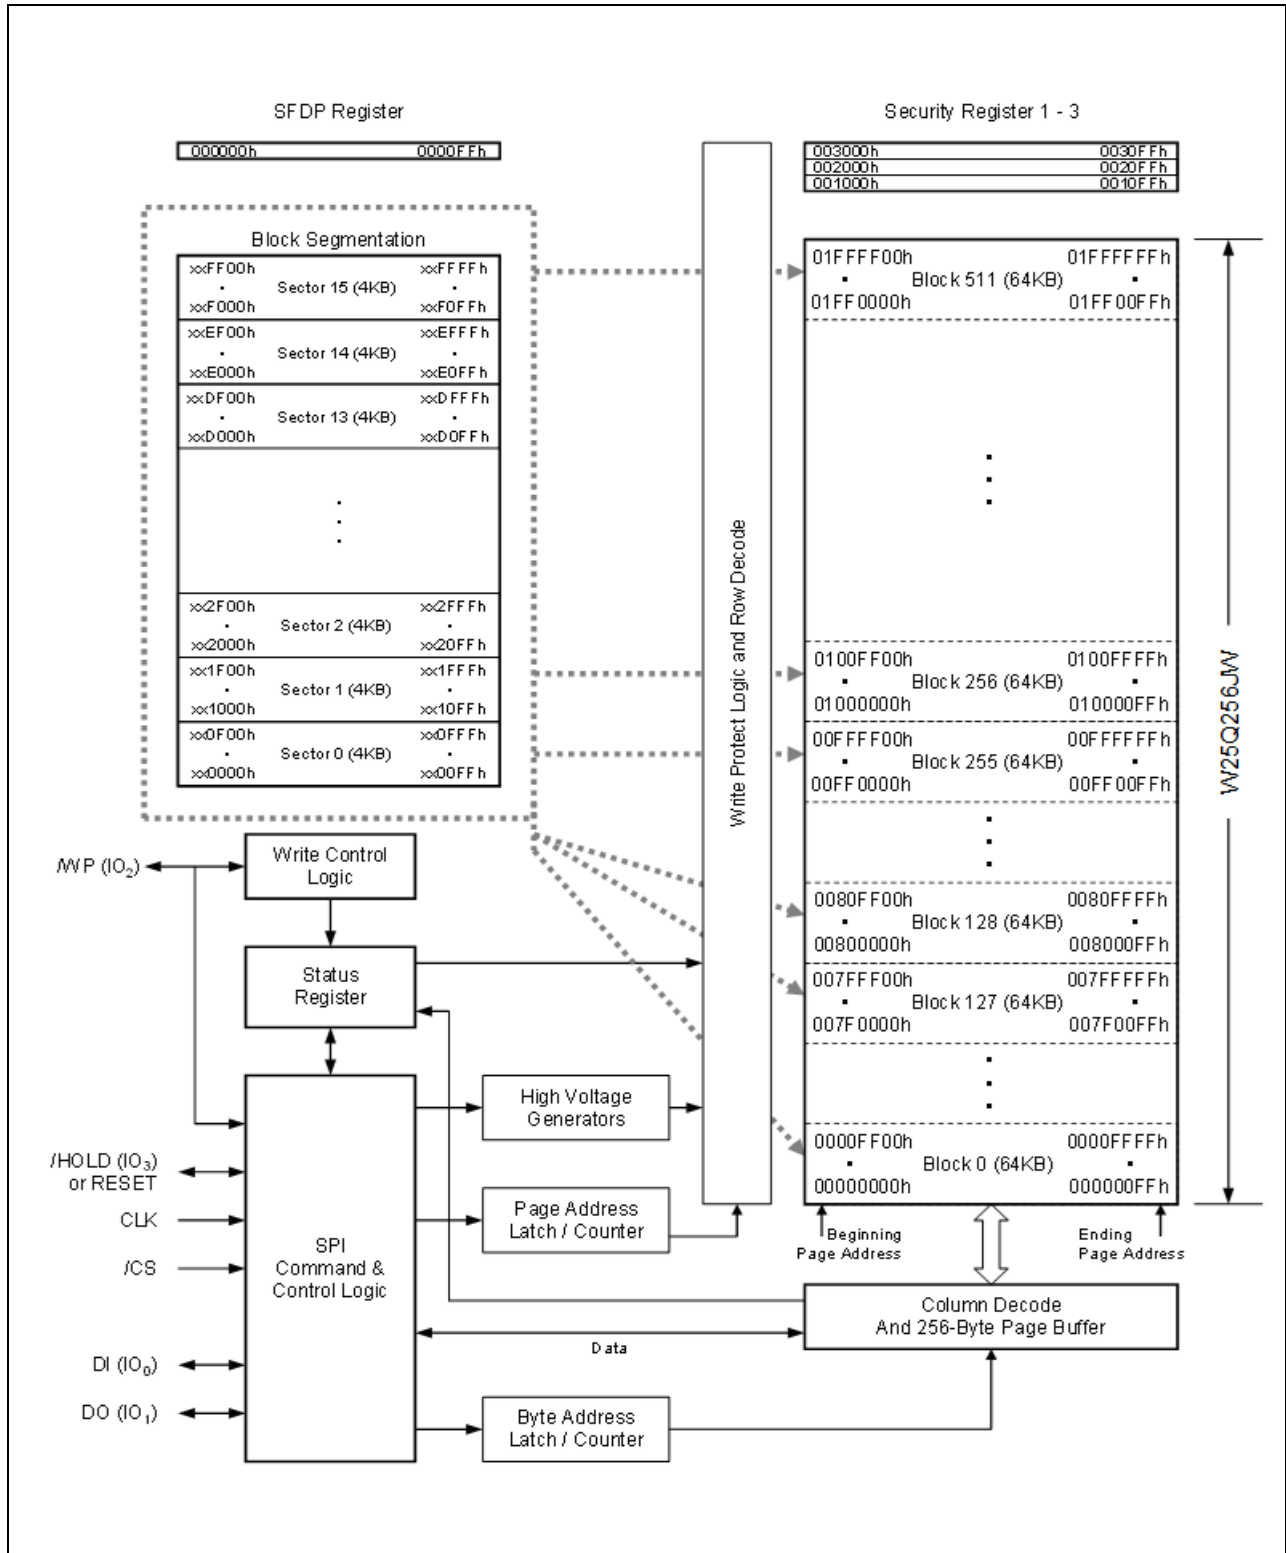 SFDP Register
000000h 0000FFh
Security Register 1 - 3
003000h 0030FFh
002000h 0020FFh
001000h 0010FFh
Block Segmentation
xxFF00h xxFFFFh
Sector 15 (4KB)
xxF000h xxF0FFh
xxEF00h xxEFFFh
Sector 14 (4KB)
xxE000h xxE0FFh
xxDF00h xxDFFFh
Sector 13 (4KB)
xxD000h xxD0FFh
xx2F00h xx2FFFh
Sector 2 (4KB)
xx2000h xx20FFh
xx1F00h xx1FFFh
Sector 1 (4KB)
xx1000h xx10FFh
xx0F00h xx0FFFh
Sector 0 (4KB)
xx0000h xx00FFh
Write Protect Logic and Row Decode
01FFFF00h 01FFFFFFh
Block 511 (64KB)
01FF0000h 01FF00FFh
0100FF00h 0100FFFFh
Block 256 (64KB)
01000000h 010000FFh
00FFFF00h 00FFFFFFh
Block 255 (64KB)
00FF0000h 00FF00FFh
0080FF00h 0080FFFFh
Block 128 (64KB)
00800000h 008000FFh
007FFF00h 007FFFFFh
Block 127 (64KB)
007F0000h 007F00FFh
0000FF00h 0000FFFFh
Block 0 (64KB)
00000000h 000000FFh
W25Q256JW
Beginning
Page Address
Ending
Page Address
/WP (IO2)
Write Control
Logic
Status
Register
High Voltage
Generators
/HOLD (IO3)
or RESET
CLK
/CS
DI (IO0)
DO (IO1)
SPI
Command &
Control Logic
Page Address
Latch / Counter
Column Decode
And 256-Byte Page Buffer
Data
Byte Address
Latch / Counter